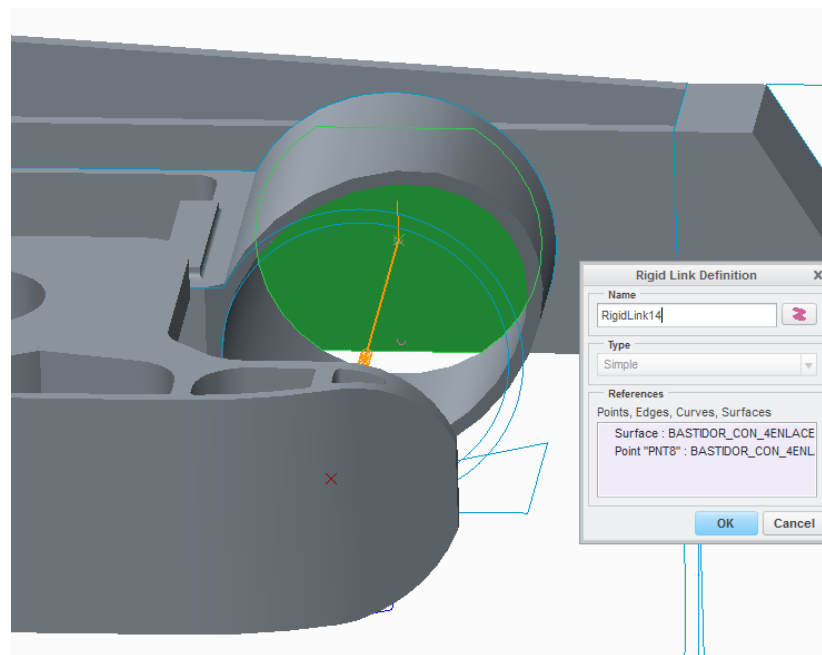 Rigid Link Definition
Name
RigidLink14
Type
Simple
References
Points, Edges, Curves, Surfaces
Surface : BASTIDOR_CON_4ENLACE
Point "PNT8" : BASTIDOR_CON_4ENL.
OK
Cancel